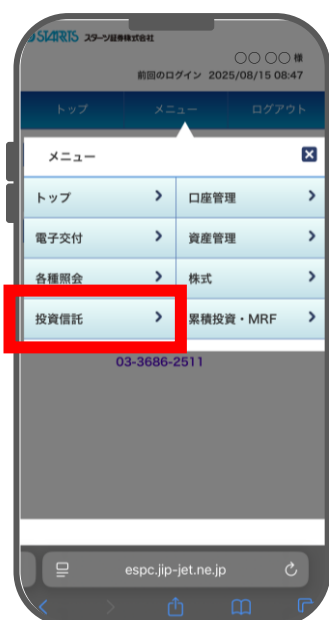 STARTS スターツ証券株式会社
〇〇 〇〇 様
前回のログイン 2025/08/15 08:47
トップ メニュー ログアウト
メニュー
トップ 口座管理
電子交付 資産管理
各種照会 株式
投資信託 累積投資・MRF
03-3686-2511
espc.jip-jet.ne.jp